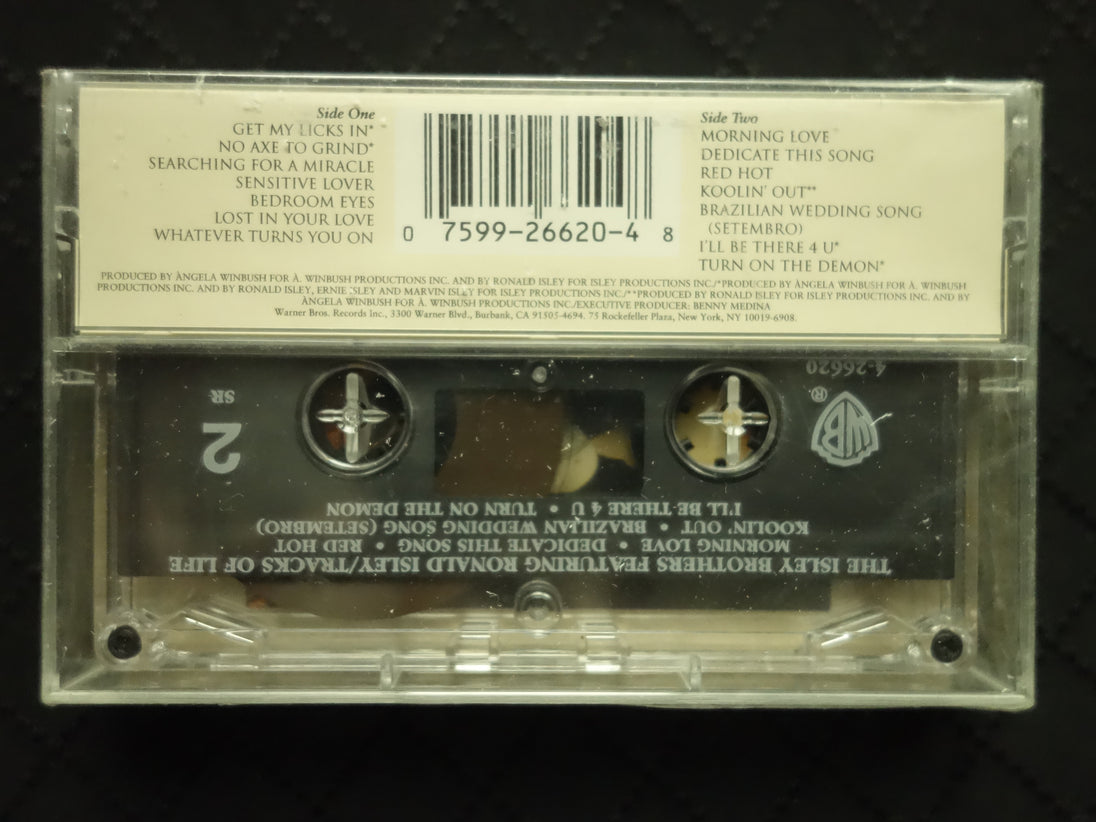 Side One
GET MY LICKS IN*
NO AXE TO GRIND*
SEARCHING FOR A MIRACLE
SENSITIVE LOVER
BEDROOM EYES
LOST IN YOUR LOVE
WHATEVER TURNS YOU ON
0 7599-26620-4 8
Side Two
MORNING LOVE
DEDICATE THIS SONG
RED HOT
KOOLIN' OUT**
BRAZILIAN WEDDING SONG
(SETEMBRO)
I'LL BE THERE 4 U*
TURN ON THE DEMON*
PRODUCED BY ÀNGELA WINBUSH FOR À. WINBUSH PRODUCTIONS INC. AND BY RONALD ISLEY FOR ISLEY PRODUCTIONS INC./*PRODUCED BY ÀNGELA WINBUSH FOR À. WINBUSH
PRODUCTIONS INC. AND BY RONALD ISLEY, ERNIE ISLEY AND MARVIN ISLEY FOR ISLEY PRODUCTIONS INC./**PRODUCED BY RONALD ISLEY FOR ISLEY PRODUCTIONS INC. AND BY
ÀNGELA WINBUSH FOR À. WINBUSH PRODUCTIONS INC./EXECUTIVE PRODUCER: BENNY MEDINA
Warner Bros. Records Inc., 3300 Warner Blvd., Burbank, CA 91505-4694. 75 Rockefeller Plaza, New York, NY 10019-6908.
THE ISLEY BROTHERS FEATURING RONALD ISLEY/TRACKS OF LIFE
MORNING LOVE • DEDICATE THIS SONG • RED HOT
KOOLIN' OUT • BRAZILIAN WEDDING SONG (SETEMBRO)
I'LL BE THERE 4 U • TURN ON THE DEMON
WB ®
2
SR
4-26620